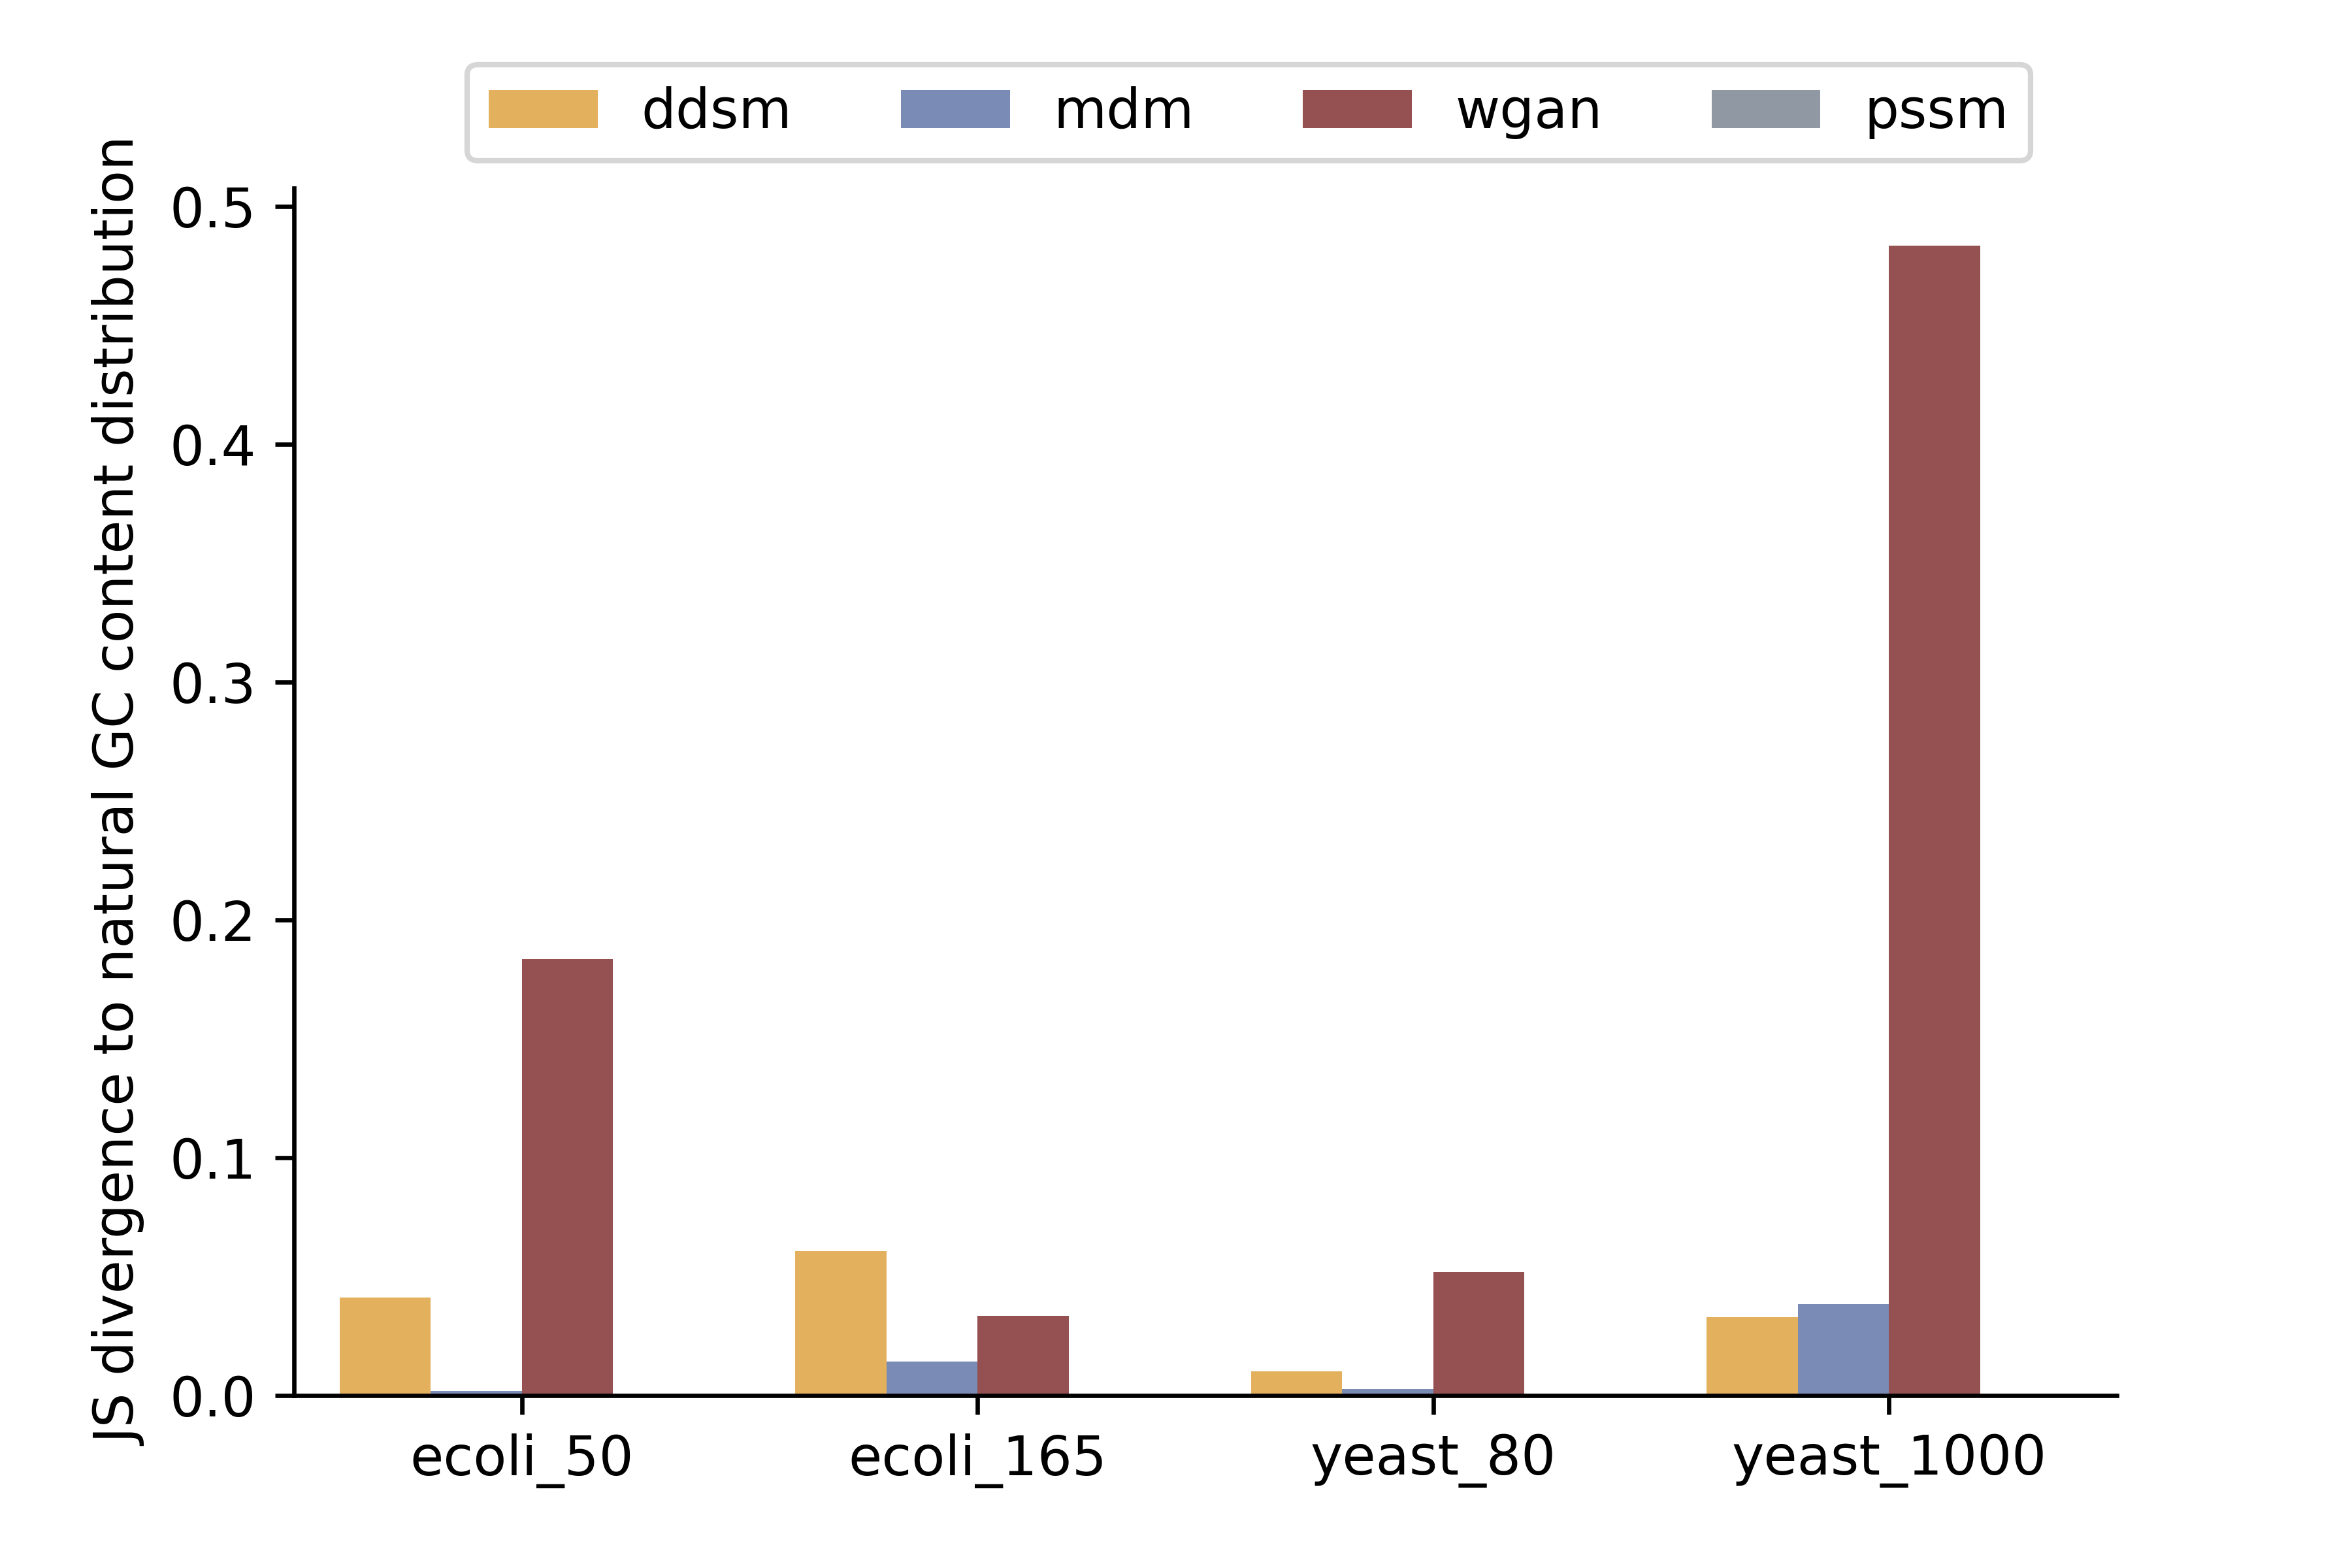 ddsm mdm wgan pssm
JS divergence to natural GC content distribution
0.5
0.4
0.3
0.2
0.1
0.0
ecoli_50 ecoli_165 yeast_80 yeast_1000